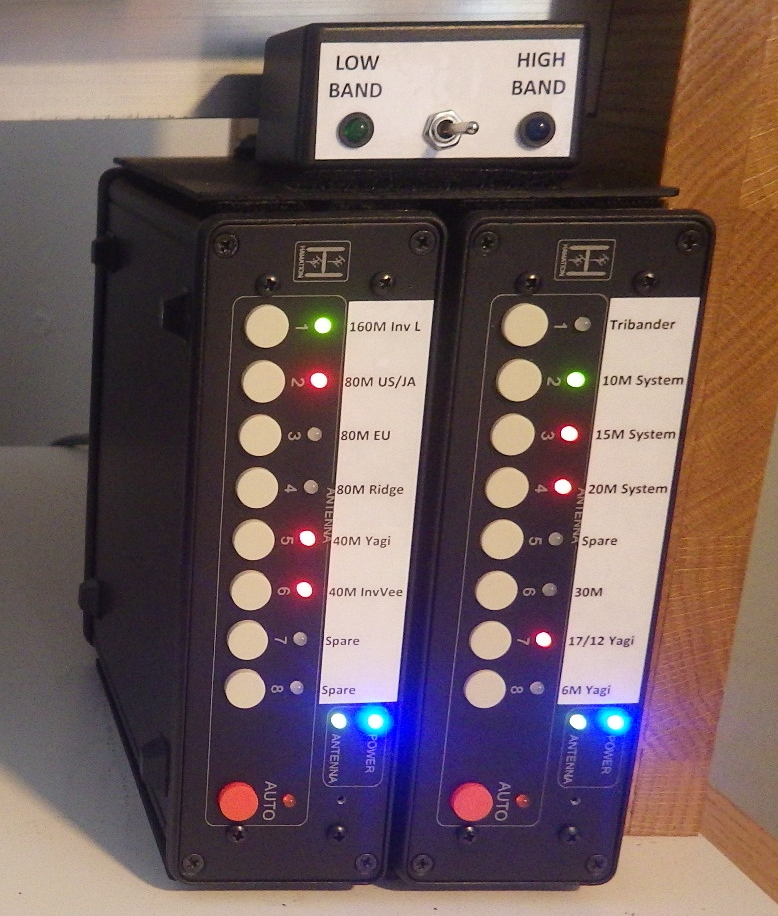 LOW
BAND
HIGH
BAND
HAMATION
1
160M Inv L
2
80M US/JA
3
80M EU
4
80M Ridge
5
40M Yagi
6
40M InvVee
7
Spare
8
Spare
ANTENNA
ANTENNA
POWER
AUTO
HAMATION
1
Tribander
2
10M System
3
15M System
4
20M System
5
Spare
6
30M
7
17/12 Yagi
8
6M Yagi
ANTENNA
ANTENNA
POWER
AUTO